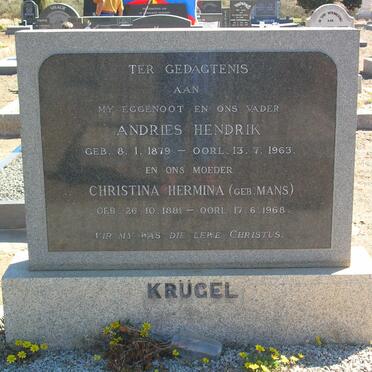 TER GEDAGTENIS
AAN
MY EGGENOOT EN ONS VADER
ANDRIES HENDRIK
GEB. 8. 1. 1879 — OORL. 13. 7. 1963.
EN ONS MOEDER
CHRISTINA HERMINA (GEB. MANS)
GEB. 26. 10. 1881 — OORL. 17. 6. 1968.
VIR MY WAS DIE LEWE CHRISTUS.
KRÜGEL